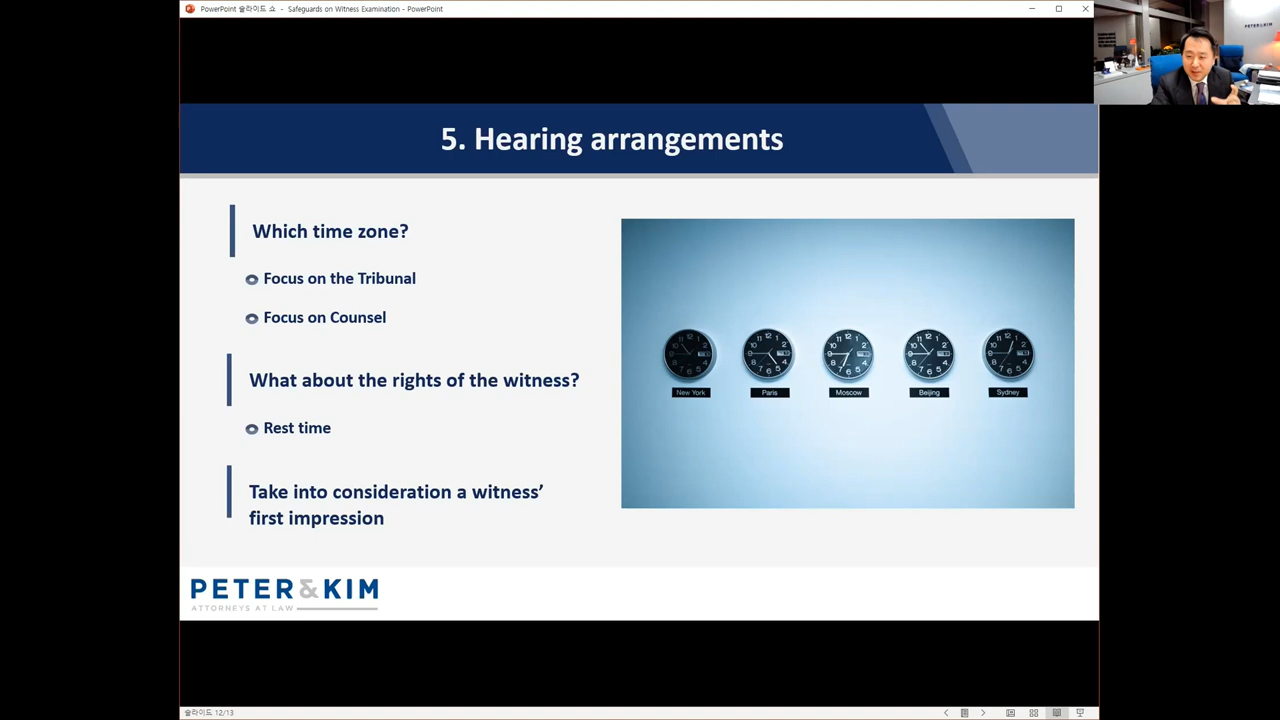 PowerPoint 슬라이드 쇼 - Safeguards on Witness Examination - PowerPoint
PETER & KIM
5. Hearing arrangements
Which time zone?
Focus on the Tribunal
Focus on Counsel
What about the rights of the witness?
Rest time
Take into consideration a witness’
first impression
New York
Paris
Moscow
Beijing
Sydney
PETER & KIM
ATTORNEYS AT LAW
슬라이드 12/13